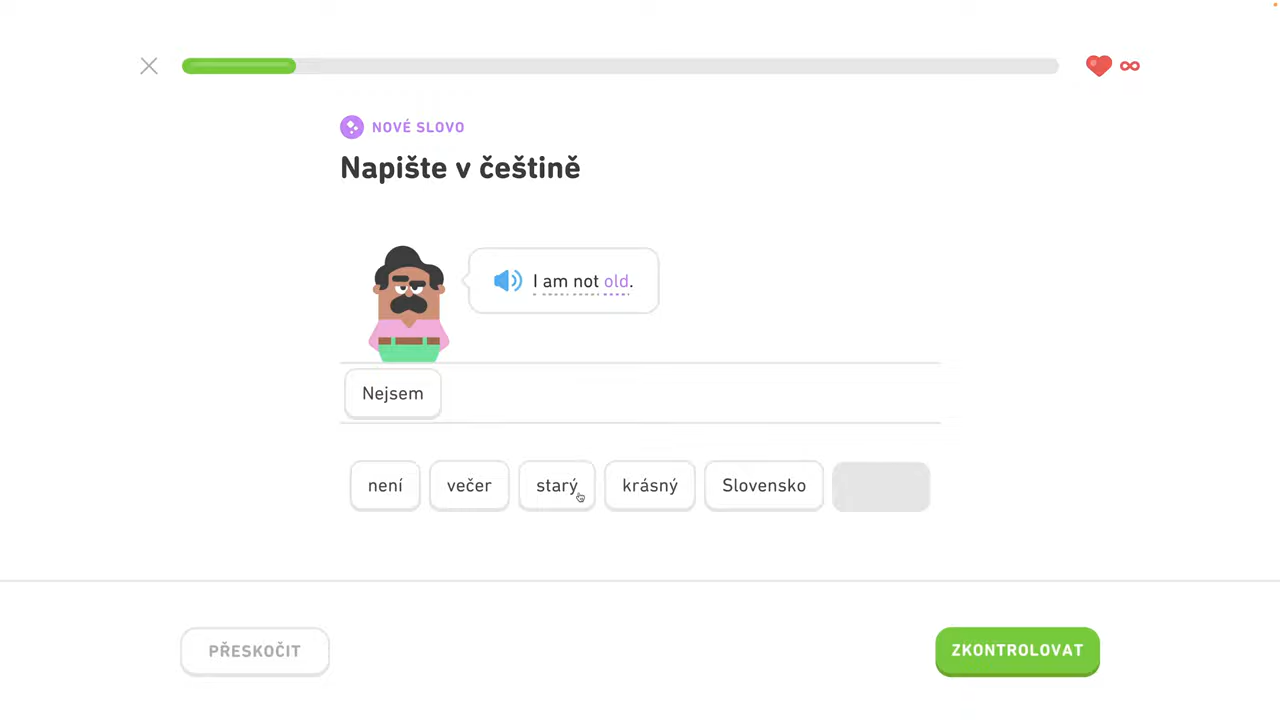 NOVÉ SLOVO
Napište v češtině
I am not old.
Nejsem
není večer starý krásný Slovensko
PŘESKOČIT ZKONTROLOVAT